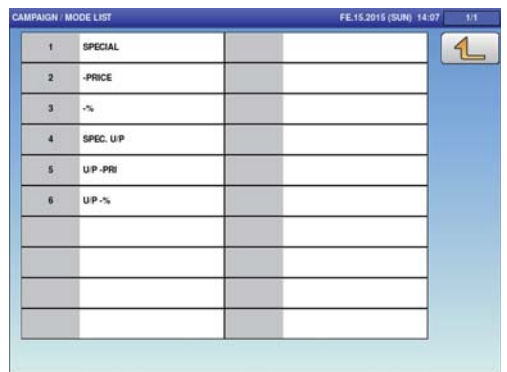 CAMPAIGN / MODE LIST FE.15.2015 (SUN) 14:07 1/1
1 SPECIAL
2 -PRICE
3 -%
4 SPEC. U/P
5 U/P -PRI
6 U/P -%